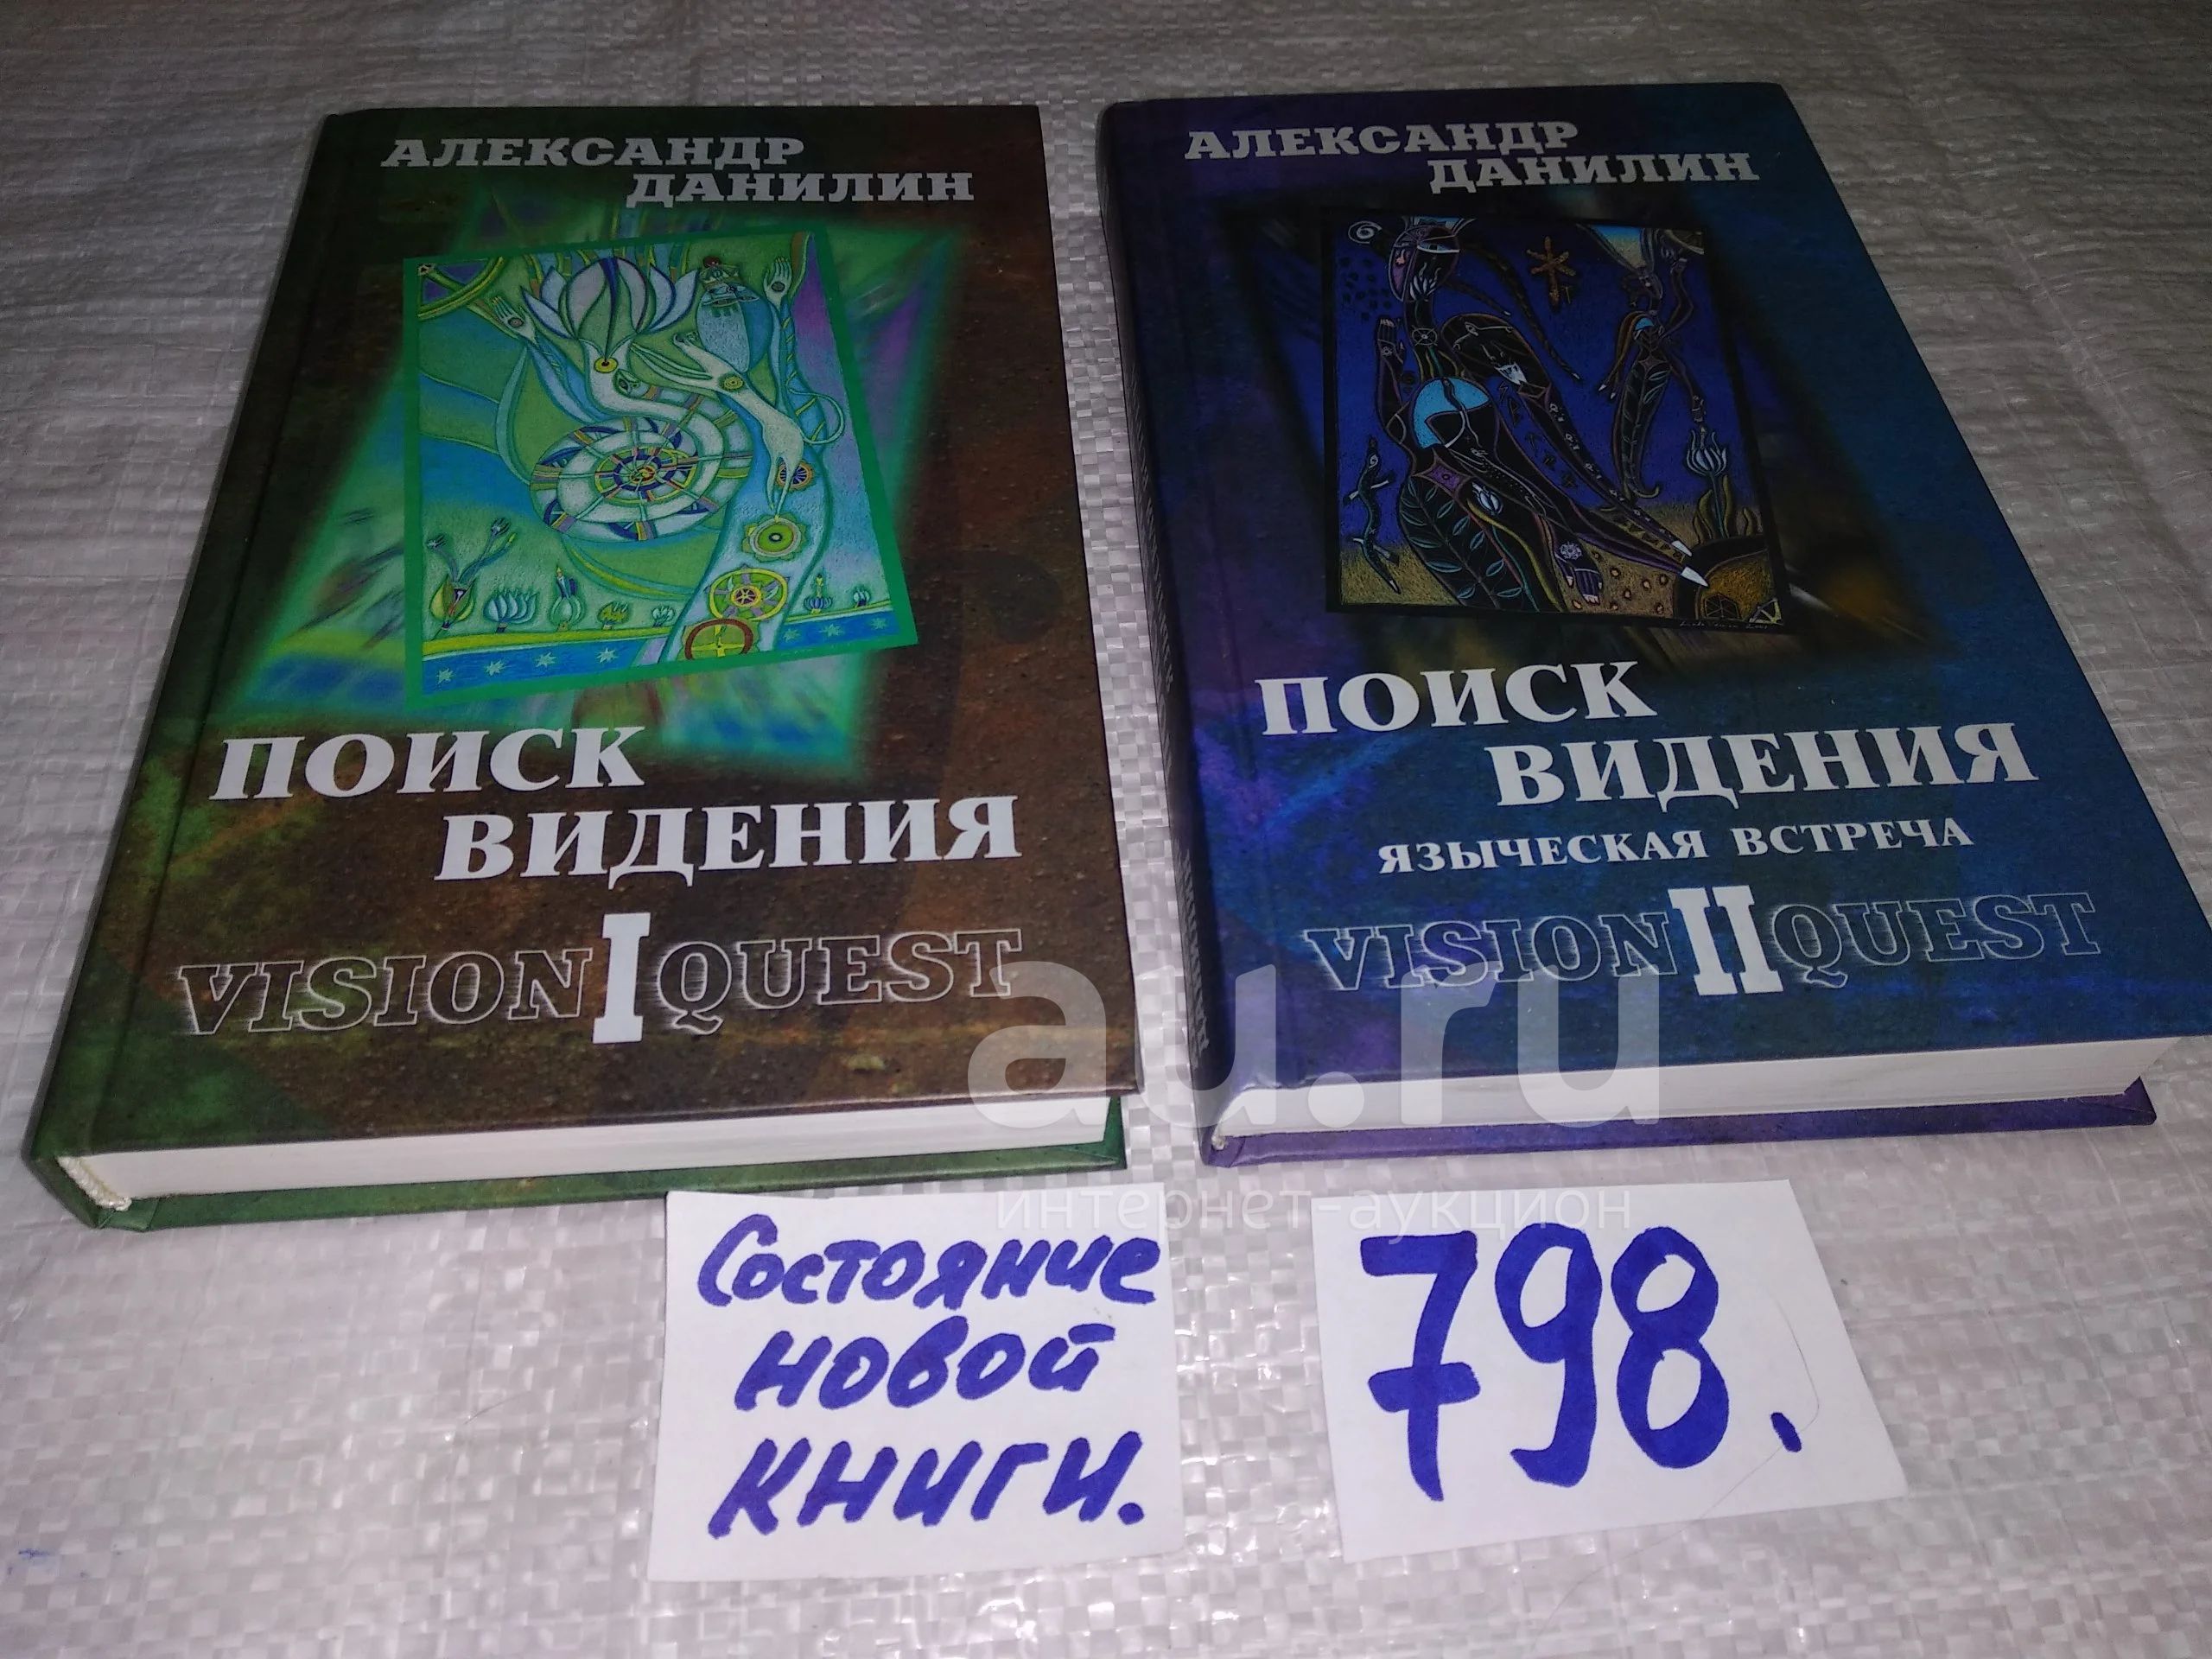 АЛЕКСАНДР
ДАНИЛИН
ПОИСК
ВИДЕНИЯ
VISION I QUEST
АЛЕКСАНДР
ДАНИЛИН
ПОИСК
ВИДЕНИЯ
ЯЗЫЧЕСКАЯ ВСТРЕЧА
VISION II QUEST
au.ru
интернет-аукцион
Состояние
новой
книги.
798.